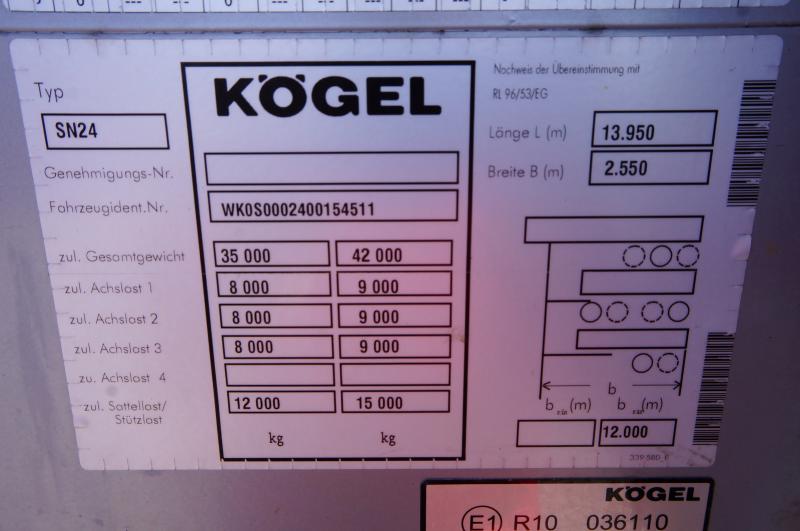 KÖGEL
Nachweis der Übereinstimmung mit
RL 96/53/EG
Typ
SN24
Länge L (m) 13.950
Breite B (m) 2.550
Genehmigungs-Nr.
Fahrzeugident.Nr. WK0S0002400154511
zul. Gesamtgewicht 35 000 42 000
zul. Achslast 1 8 000 9 000
zul. Achslast 2 8 000 9 000
zul. Achslast 3 8 000 9 000
zu. Achslast 4
zul. Sattellast/ 12 000 15 000
Stützlast
kg kg
b
b (m) b (m)
12.000
KÖGEL
E1 R10 036110